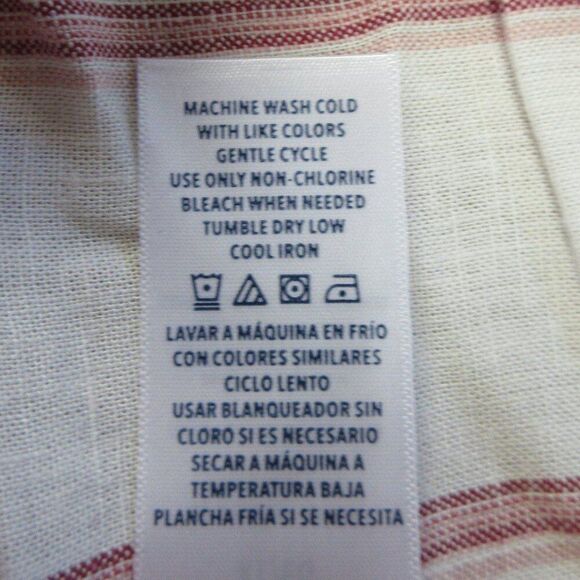 MACHINE WASH COLD
WITH LIKE COLORS
GENTLE CYCLE
USE ONLY NON-CHLORINE
BLEACH WHEN NEEDED
TUMBLE DRY LOW
COOL IRON
LAVAR A MÁQUINA EN FRÍO
CON COLORES SIMILARES
CICLO LENTO
USAR BLANQUEADOR SIN
CLORO SI ES NECESARIO
SECAR A MÁQUINA A
TEMPERATURA BAJA
PLANCHA FRÍA SI SE NECESITA